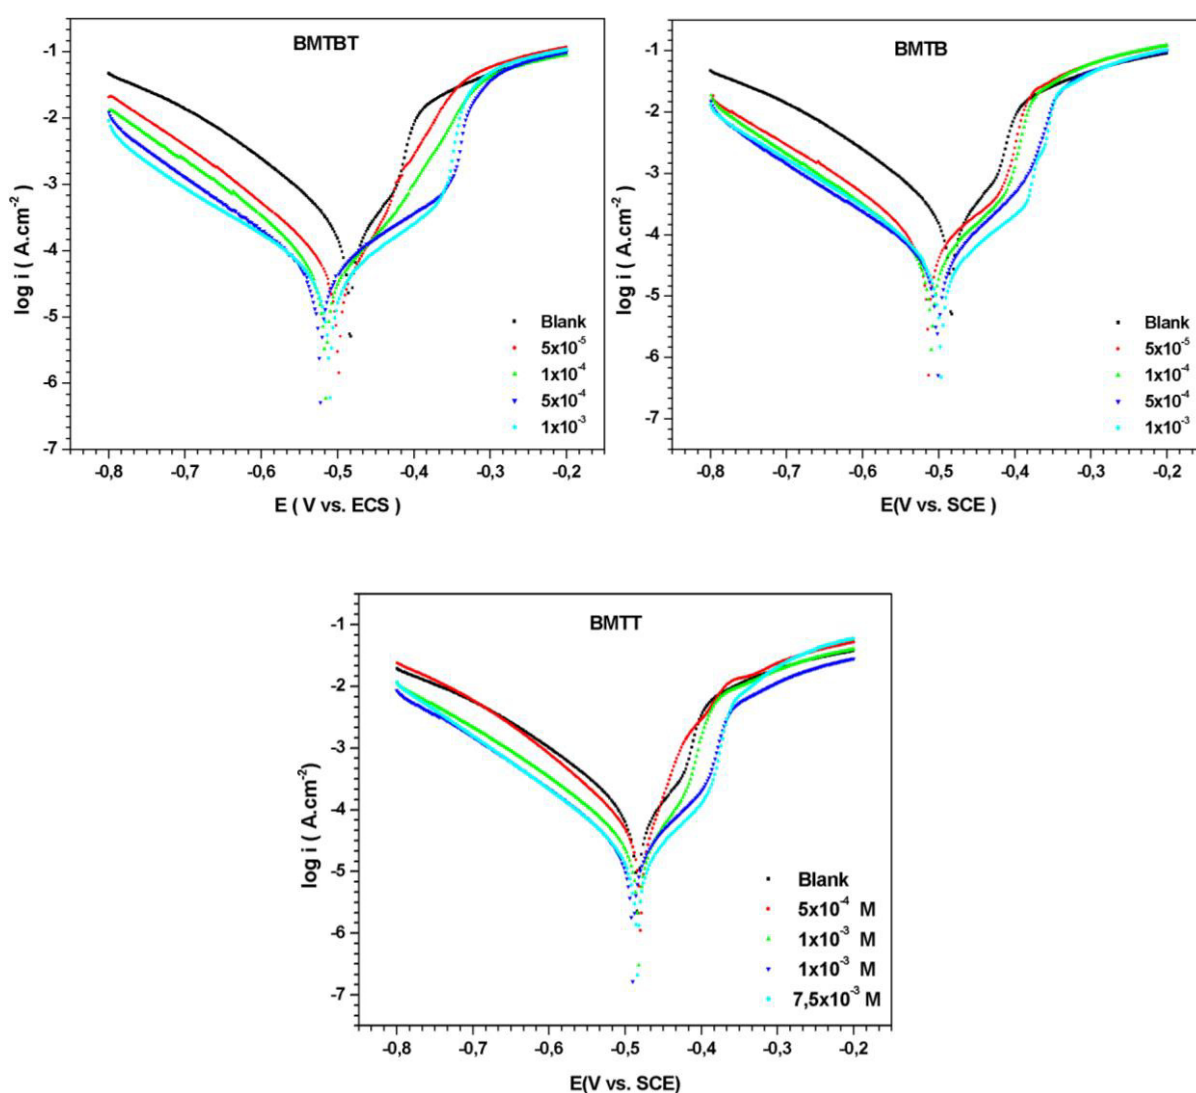 BMTBT
-1
-2
-3
-4
-5
-6
-7
log i ( A.cm-2)
Blank
5x10-5
1x10-4
5x10-4
1x10-3
-0,8 -0,7 -0,6 -0,5 -0,4 -0,3 -0,2
E ( V vs. ECS )
BMTB
-1
-2
-3
-4
-5
-6
-7
log i ( A.cm-2)
Blank
5x10-5
1x10-4
5x10-4
1x10-3
-0,8 -0,7 -0,6 -0,5 -0,4 -0,3 -0,2
E(V vs. SCE )
BMTT
-1
-2
-3
-4
-5
-6
-7
log i ( A.cm-2)
Blank
5x10-4 M
1x10-3 M
1x10-3 M
7,5x10-3 M
-0,8 -0,7 -0,6 -0,5 -0,4 -0,3 -0,2
E(V vs. SCE)